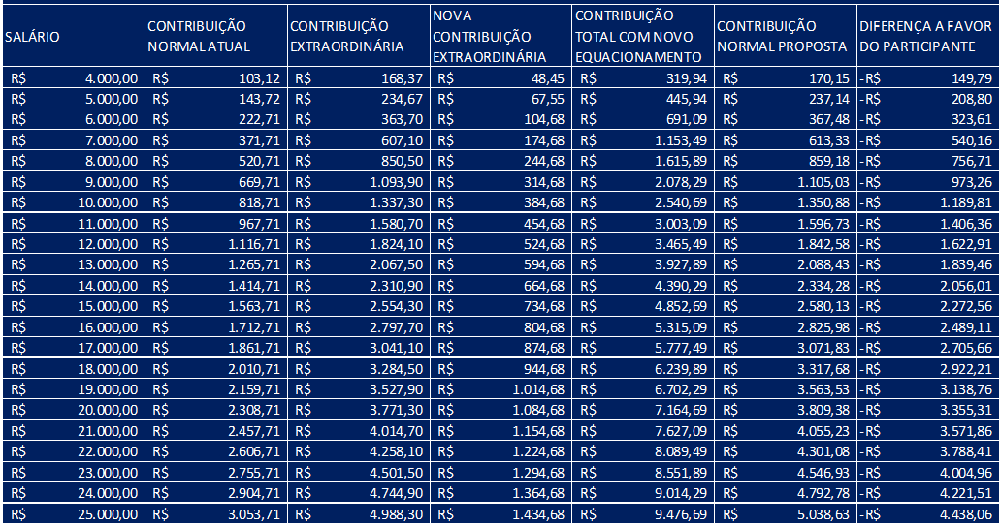 SALÁRIO CONTRIBUIÇÃO NORMAL ATUAL CONTRIBUIÇÃO EXTRAORDINÁRIA NOVA CONTRIBUIÇÃO EXTRAORDINÁRIA CONTRIBUIÇÃO TOTAL COM NOVO EQUACIONAMENTO CONTRIBUIÇÃO NORMAL PROPOSTA DIFERENÇA A FAVOR DO PARTICIPANTE
R$ 4.000,00 R$ 103,12 R$ 168,37 R$ 48,45 R$ 319,94 R$ 170,15 -R$ 149,79
R$ 5.000,00 R$ 143,72 R$ 234,67 R$ 67,55 R$ 445,94 R$ 237,14 -R$ 208,80
R$ 6.000,00 R$ 222,71 R$ 363,70 R$ 104,68 R$ 691,09 R$ 367,48 -R$ 323,61
R$ 7.000,00 R$ 371,71 R$ 607,10 R$ 174,68 R$ 1.153,49 R$ 613,33 -R$ 540,16
R$ 8.000,00 R$ 520,71 R$ 850,50 R$ 244,68 R$ 1.615,89 R$ 859,18 -R$ 756,71
R$ 9.000,00 R$ 669,71 R$ 1.093,90 R$ 314,68 R$ 2.078,29 R$ 1.105,03 -R$ 973,26
R$ 10.000,00 R$ 818,71 R$ 1.337,30 R$ 384,68 R$ 2.540,69 R$ 1.350,88 -R$ 1.189,81
R$ 11.000,00 R$ 967,71 R$ 1.580,70 R$ 454,68 R$ 3.003,09 R$ 1.596,73 -R$ 1.406,36
R$ 12.000,00 R$ 1.116,71 R$ 1.824,10 R$ 524,68 R$ 3.465,49 R$ 1.842,58 -R$ 1.622,91
R$ 13.000,00 R$ 1.265,71 R$ 2.067,50 R$ 594,68 R$ 3.927,89 R$ 2.088,43 -R$ 1.839,46
R$ 14.000,00 R$ 1.414,71 R$ 2.310,90 R$ 664,68 R$ 4.390,29 R$ 2.334,28 -R$ 2.056,01
R$ 15.000,00 R$ 1.563,71 R$ 2.554,30 R$ 734,68 R$ 4.852,69 R$ 2.580,13 -R$ 2.272,56
R$ 16.000,00 R$ 1.712,71 R$ 2.797,70 R$ 804,68 R$ 5.315,09 R$ 2.825,98 -R$ 2.489,11
R$ 17.000,00 R$ 1.861,71 R$ 3.041,10 R$ 874,68 R$ 5.777,49 R$ 3.071,83 -R$ 2.705,66
R$ 18.000,00 R$ 2.010,71 R$ 3.284,50 R$ 944,68 R$ 6.239,89 R$ 3.317,68 -R$ 2.922,21
R$ 19.000,00 R$ 2.159,71 R$ 3.527,90 R$ 1.014,68 R$ 6.702,29 R$ 3.563,53 -R$ 3.138,76
R$ 20.000,00 R$ 2.308,71 R$ 3.771,30 R$ 1.084,68 R$ 7.164,69 R$ 3.809,38 -R$ 3.355,31
R$ 21.000,00 R$ 2.457,71 R$ 4.014,70 R$ 1.154,68 R$ 7.627,09 R$ 4.055,23 -R$ 3.571,86
R$ 22.000,00 R$ 2.606,71 R$ 4.258,10 R$ 1.224,68 R$ 8.089,49 R$ 4.301,08 -R$ 3.788,41
R$ 23.000,00 R$ 2.755,71 R$ 4.501,50 R$ 1.294,68 R$ 8.551,89 R$ 4.546,93 -R$ 4.004,96
R$ 24.000,00 R$ 2.904,71 R$ 4.744,90 R$ 1.364,68 R$ 9.014,29 R$ 4.792,78 -R$ 4.221,51
R$ 25.000,00 R$ 3.053,71 R$ 4.988,30 R$ 1.434,68 R$ 9.476,69 R$ 5.038,63 -R$ 4.438,06